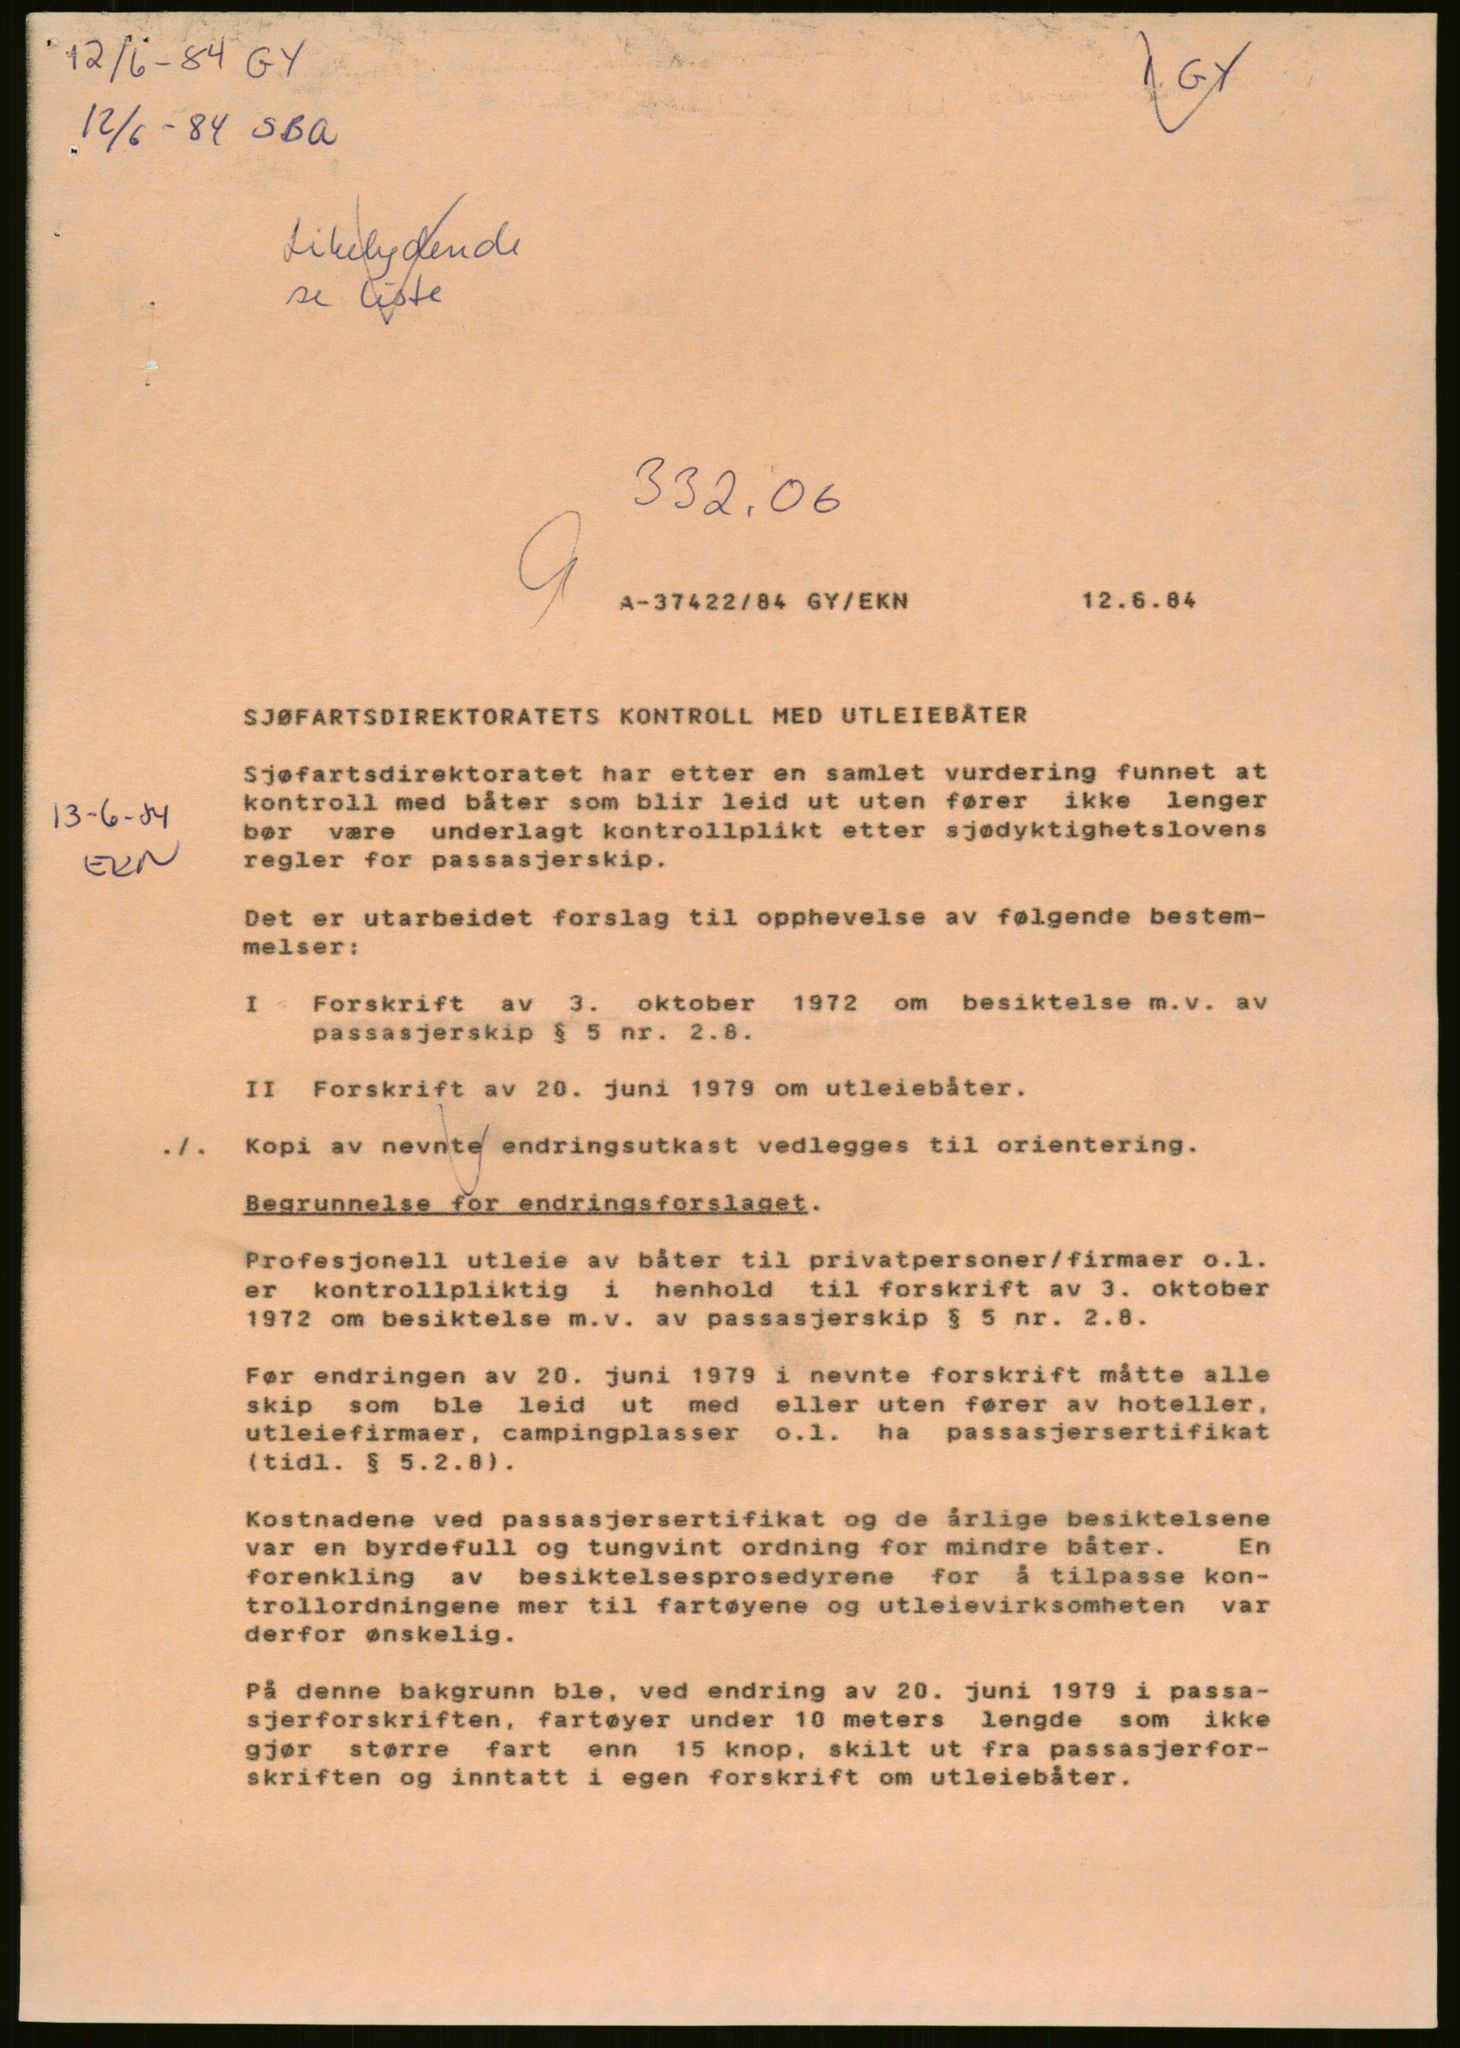 12/6-84 GY
GY
12/6-84 SBA
Likelydende
se liste
332.06
A-37422/84 GY/EKN 12.6.84
SJØFARTSDIREKTORATETS KONTROLL MED UTLEIEBÅTER
Sjøfartsdirektoratet har etter en samlet vurdering funnet at
kontroll med båter som blir leid ut uten fører ikke lenger
bør være underlagt kontrollplikt etter sjødyktighetslovens
regler for passasjerskip.
13-6-84
EKN
Det er utarbeidet forslag til opphevelse av følgende bestem-
melser:
I Forskrift av 3. oktober 1972 om besiktelse m.v. av
passasjerskip § 5 nr. 2.8.
II Forskrift av 20. juni 1979 om utleiebåter.
./. Kopi av nevnte endringsutkast vedlegges til orientering.
Begrunnelse for endringsforslaget.
Profesjonell utleie av båter til privatpersoner/firmaer o.l.
er kontrollpliktig i henhold til forskrift av 3. oktober
1972 om besiktelse m.v. av passasjerskip § 5 nr. 2.8.
Før endringen av 20. juni 1979 i nevnte forskrift måtte alle
skip som ble leid ut med eller uten fører av hoteller,
utleiefirmaer, campingplasser o.l. ha passasjersertifikat
(tidl. § 5.2.8).
Kostnadene ved passasjersertifikat og de årlige besiktelsene
var en byrdefull og tungvint ordning for mindre båter. En
forenkling av besiktelsesprosedyrene for å tilpasse kon-
trollordningene mer til fartøyene og utleievirksomheten var
derfor ønskelig.
På denne bakgrunn ble, ved endring av 20. juni 1979 i passa-
sjerforskriften, fartøyer under 10 meters lengde som ikke
gjør større fart enn 15 knop, skilt ut fra passasjerfor-
skriften og inntatt i egen forskrift om utleiebåter.